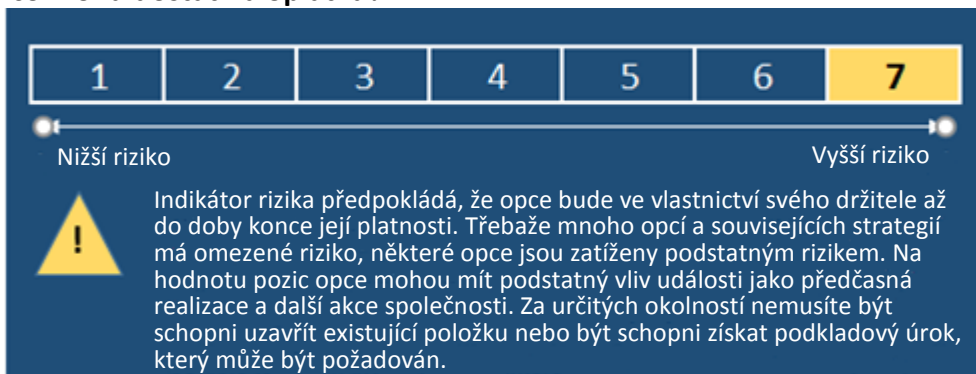 1 2 3 4 5 6 7
Nižší riziko Vyšší riziko
!
Indikátor rizika předpokládá, že opce bude ve vlastnictví svého držitele až
do doby konce její platnosti. Třebaže mnoho opcí a souvisejících strategií
má omezené riziko, některé opce jsou zatíženy podstatným rizikem. Na
hodnotu pozic opce mohou mít podstatný vliv události jako předčasná
realizace a další akce společnosti. Za určitých okolností nemusíte být
schopni uzavřít existující položku nebo být schopni získat podkladový úrok,
který může být požadován.